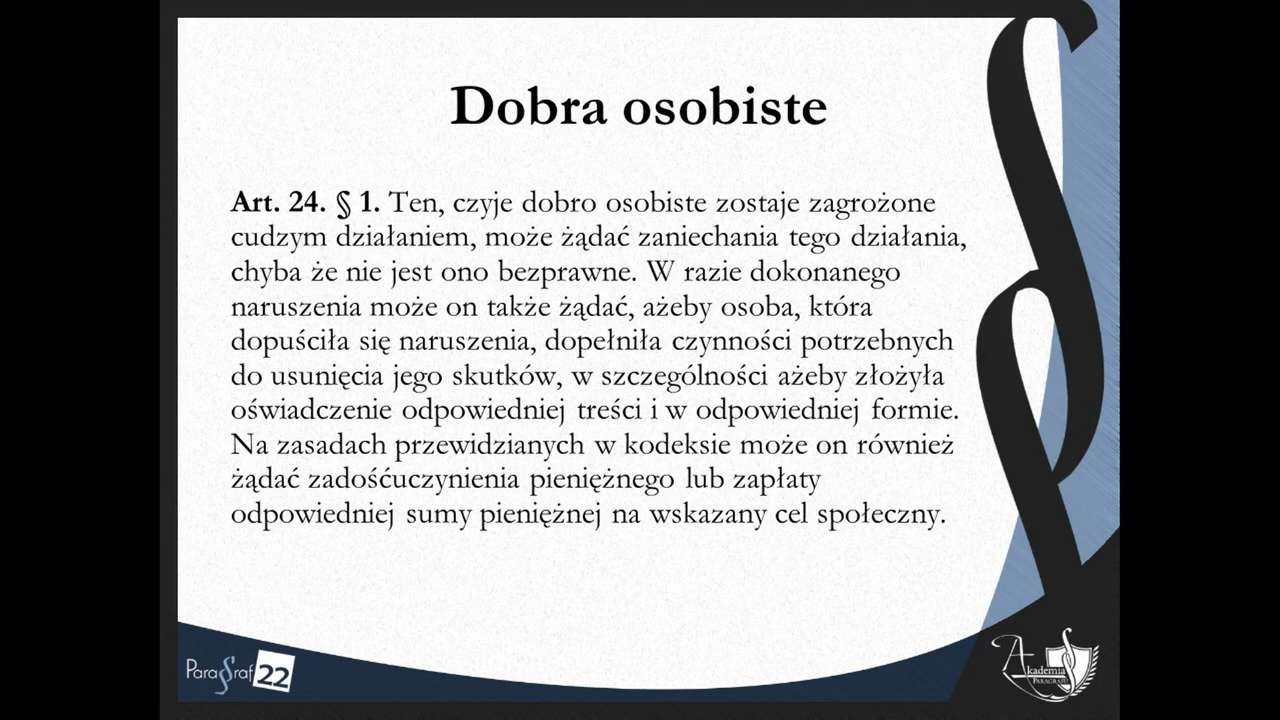 Dobra osobiste
Art. 24. § 1. Ten, czyje dobro osobiste zostaje zagrożone
cudzym działaniem, może żądać zaniechania tego działania,
chyba że nie jest ono bezprawne. W razie dokonanego
naruszenia może on także żądać, ażeby osoba, która
dopuściła się naruszenia, dopełniła czynności potrzebnych
do usunięcia jego skutków, w szczególności ażeby złożyła
oświadczenie odpowiedniej treści i w odpowiedniej formie.
Na zasadach przewidzianych w kodeksie może on również
żądać zadośćuczynienia pieniężnego lub zapłaty
odpowiedniej sumy pieniężnej na wskazany cel społeczny.
Para§raf 22
Akademia
PARAGRAFU